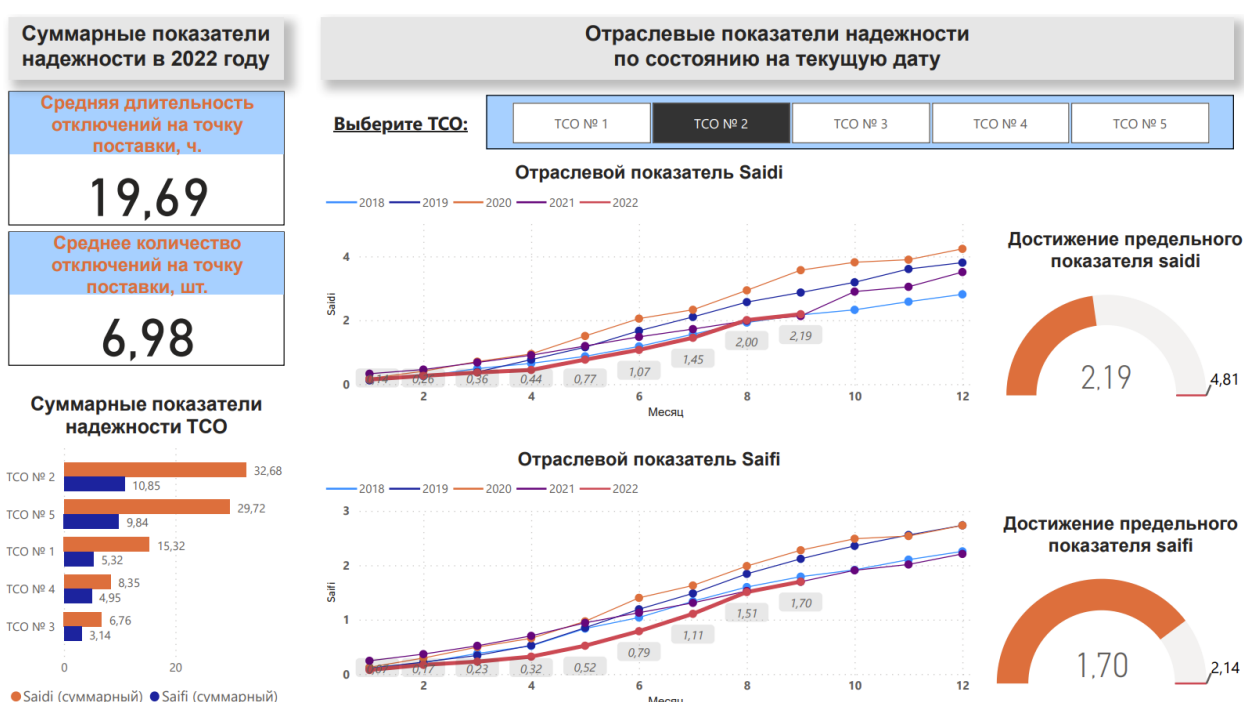 Суммарные показатели
надежности в 2022 году
Средняя длительность
отключений на точку
поставки, ч.
19,69
Среднее количество
отключений на точку
поставки, шт.
6,98
Суммарные показатели
надежности ТСО
ТСО № 2
32,68
10,85
ТСО № 5
29,72
9,84
ТСО № 1
15,32
5,32
ТСО № 4
8,35
4,95
ТСО № 3
6,76
3,14
0 20
Saidi (суммарный) Saifi (суммарный)
Отраслевые показатели надежности
по состоянию на текущую дату
Выберите ТСО:
ТСО № 1 ТСО № 2 ТСО № 3 ТСО № 4 ТСО № 5
Отраслевой показатель Saidi
2018 2019 2020 2021 2022
Saidi
4
2
0
0,14 0,26 0,36 0,44 0,77 1,07 1,45 2,00 2,19
2 4 6 8 10 12
Месяц
Достижение предельного
показателя saidi
2,19
4,81
Отраслевой показатель Saifi
2018 2019 2020 2021 2022
Saifi
3
2
1
0
0,17 0,23 0,32 0,52 0,79 1,11 1,51 1,70
2 4 6 8 10 12
Месяц
Достижение предельного
показателя saifi
1,70
2,14